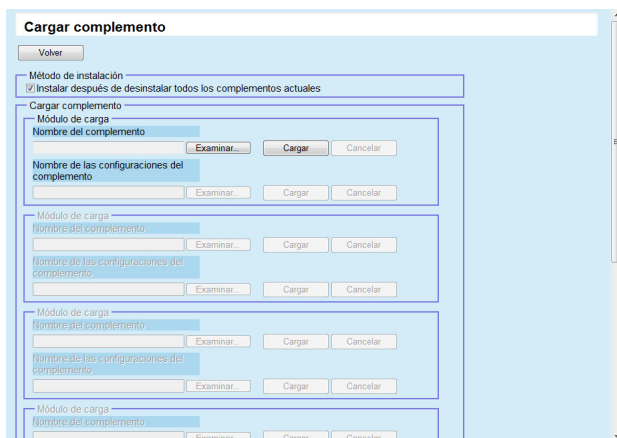 Cargar complemento
Volver
Método de instalación
Instalar después de desinstalar todos los complementos actuales
Cargar complemento
Módulo de carga
Nombre del complemento
Examinar... Cargar Cancelar
Nombre de las configuraciones del
complemento
Examinar... Cargar Cancelar
Módulo de carga
Nombre del complemento
Examinar... Cargar Cancelar
Nombre de las configuraciones del
complemento
Examinar... Cargar Cancelar
Módulo de carga
Nombre del complemento
Examinar... Cargar Cancelar
Nombre de las configuraciones del
complemento
Examinar... Cargar Cancelar
Módulo de carga
Nombre del complemento
Examinar... Cargar Cancelar